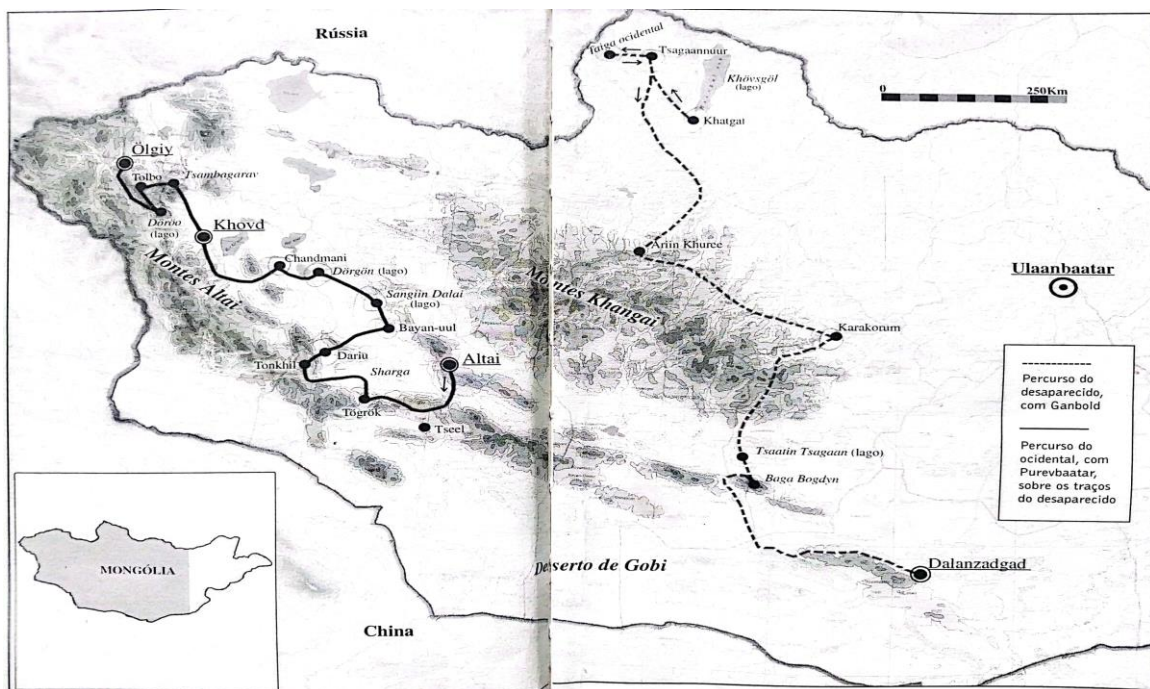 Rússia
Taiga ocidental
Tsagaannuur
Khövsgöl
(lago)
0
250Km
Khatgat
Ölgiy
Tolbo
Tsambagarav
Döröo
(lago)
Khovd
Chandmani
Dörgön (lago)
Montes Altai
Sangiin Dalai
(lago)
Bayan-uul
Dariu
Tonkhil
Sharga
Altai
Tögrök
Tseel
Ariin Khuree
Montes Khangai
Ulaanbaatar
Karakorum
Percurso do
desaparecido,
com Ganbold
Percurso do
ocidental, com
Purevbaatar,
sobre os traços
do desaparecido
Tsaatin Tsagaan (lago)
Baga Bogdyn
Deserto de Gobi
Dalanzadgad
MONGÓLIA
China